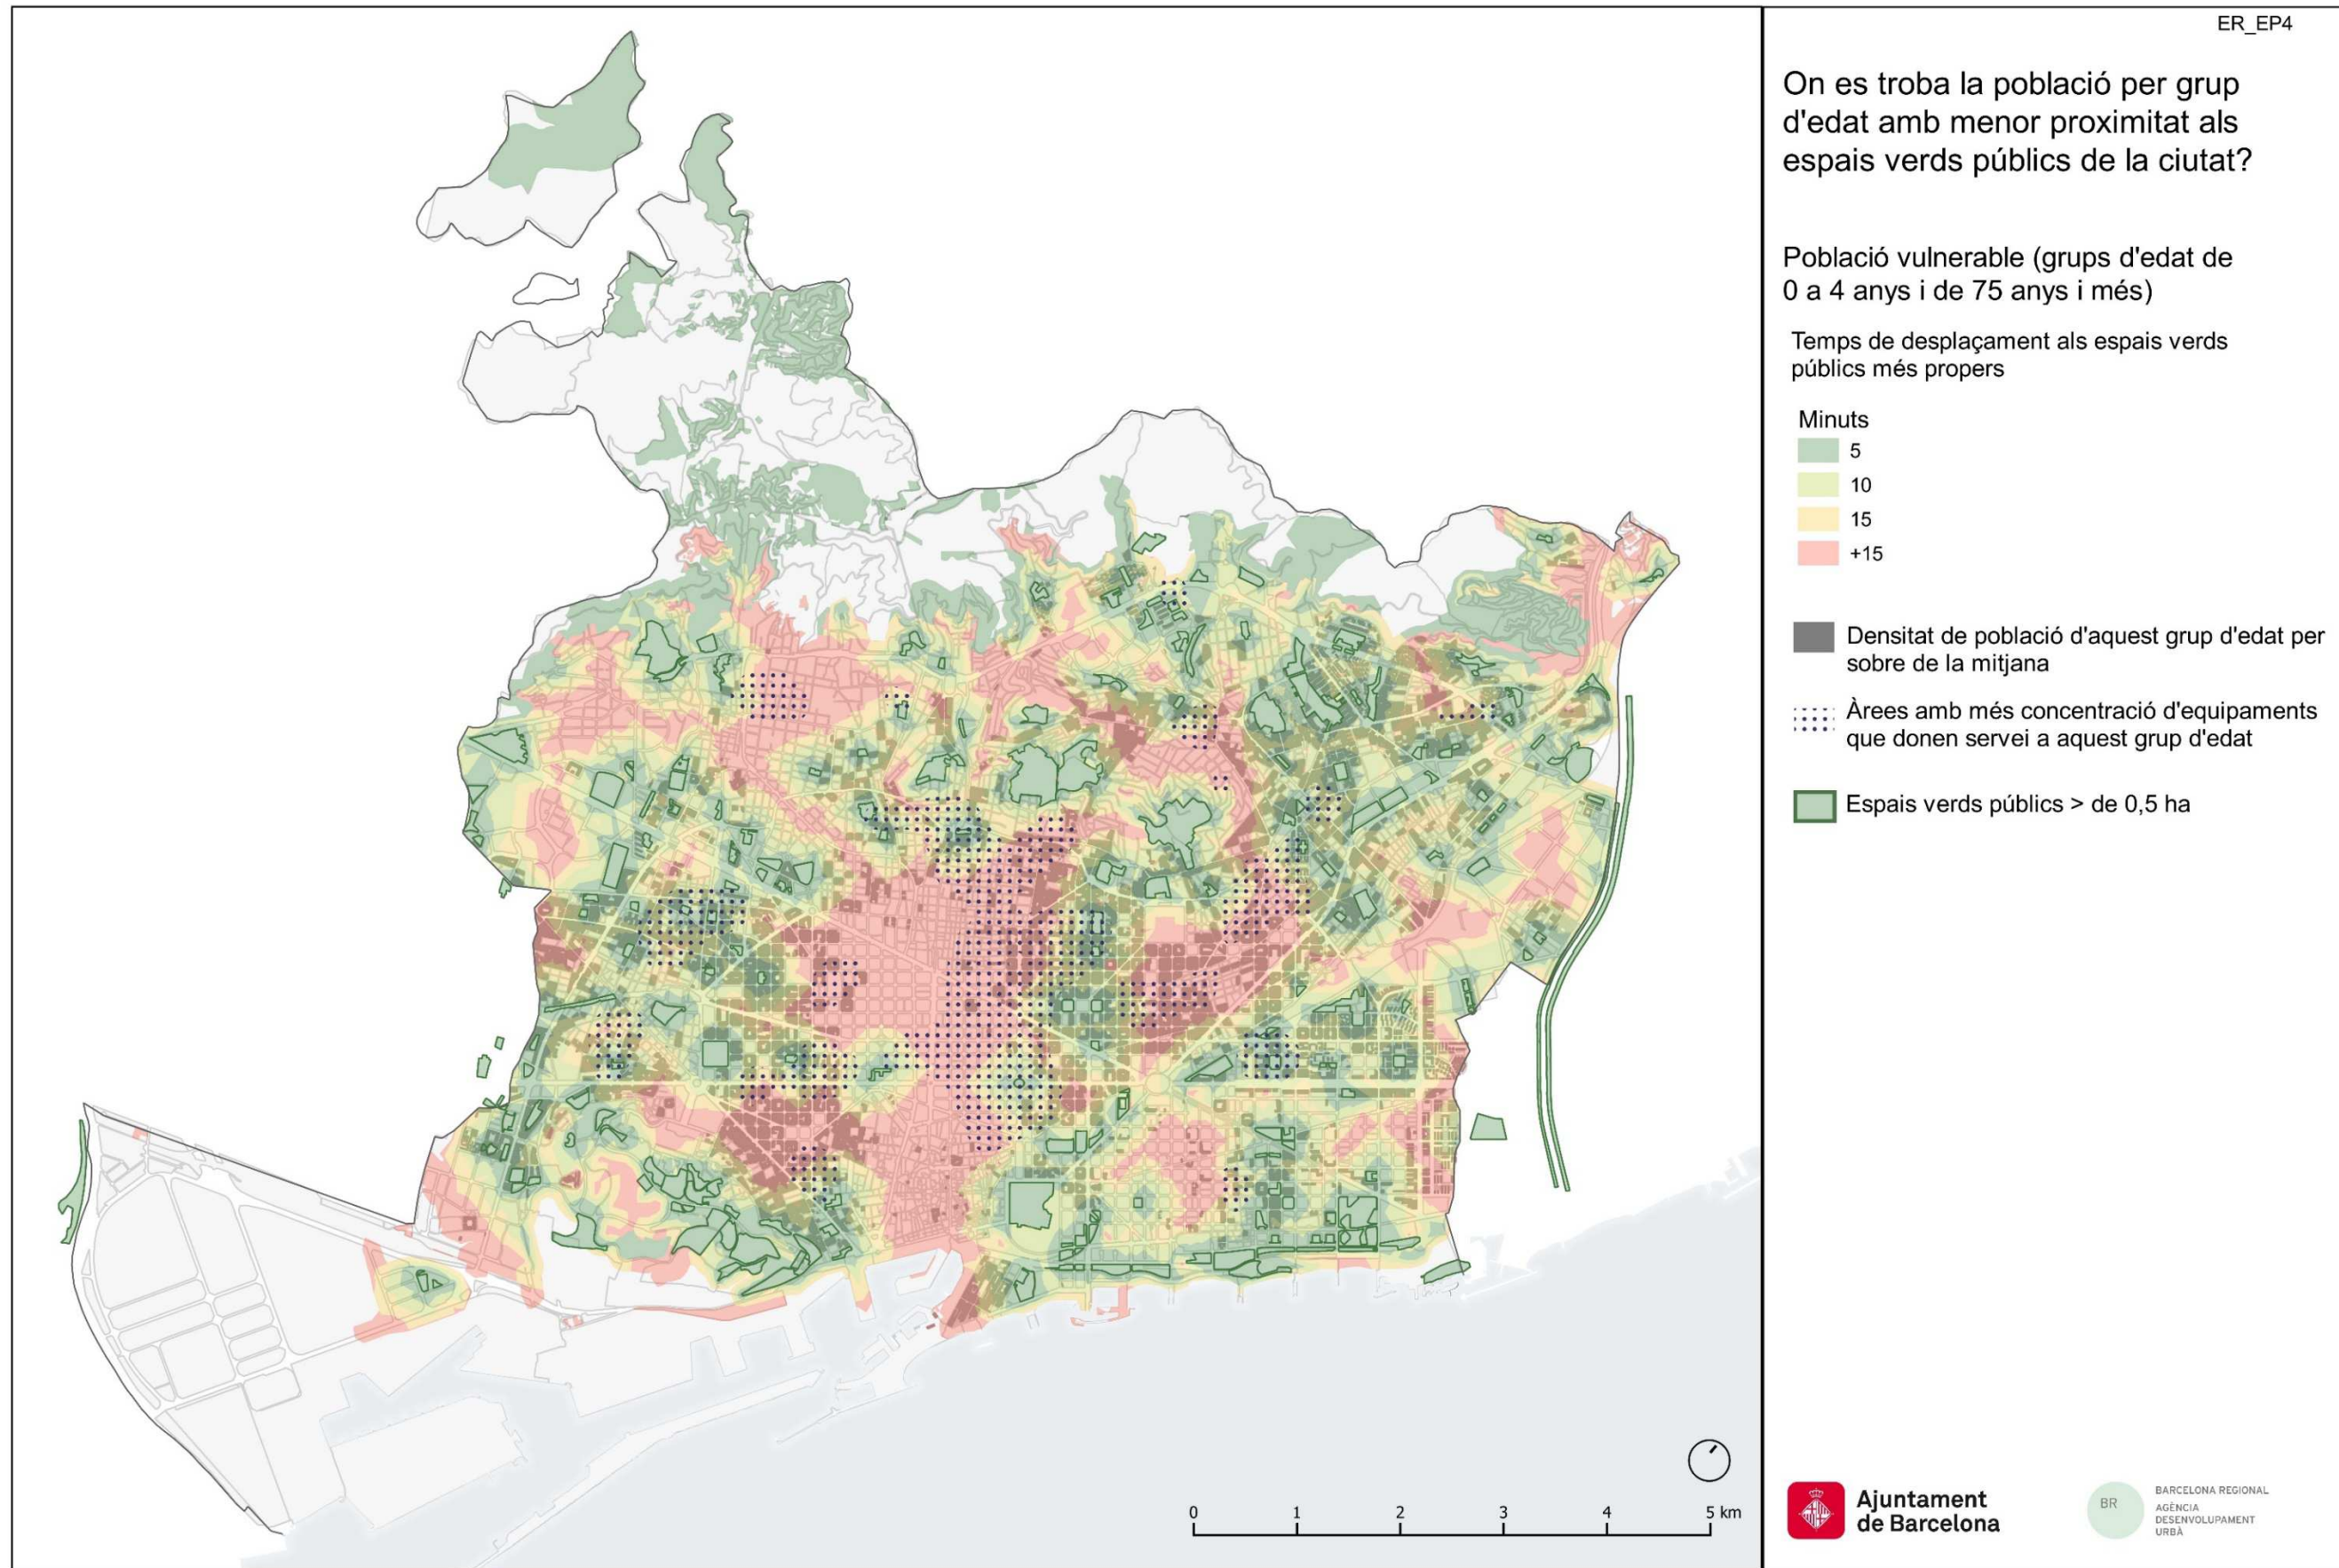 ER_EP4
On es troba la població per grup
d'edat amb menor proximitat als
espais verds públics de la ciutat?
Població vulnerable (grups d'edat de
0 a 4 anys i de 75 anys i més)
Temps de desplaçament als espais verds
públics més propers
Minuts
5
10
15
+15
Densitat de població d'aquest grup d'edat per
sobre de la mitjana
Àrees amb més concentració d'equipaments
que donen servei a aquest grup d'edat
Espais verds públics > de 0,5 ha
0 1 2 3 4 5 km
Ajuntament
de Barcelona
BR
BARCELONA REGIONAL
AGÈNCIA
DESENVOLUPAMENT
URBÀ